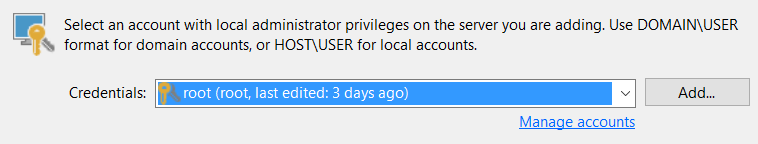 Select an account with local administrator privileges on the server you are adding. Use DOMAIN\USER
format for domain accounts, or HOST\USER for local accounts.
Credentials: root (root, last edited: 3 days ago) Add...
Manage accounts